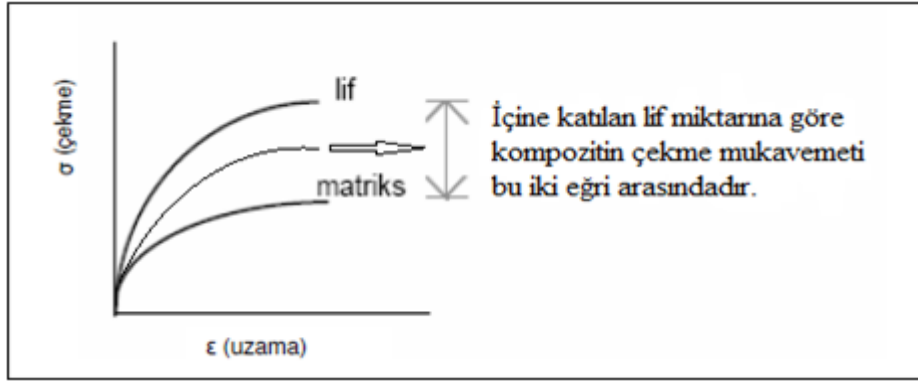 σ (çekme)
lif
matriks
ε (uzama)
İçine katılan lif miktarına göre
kompozitin çekme mukavemeti
bu iki eğri arasındadır.